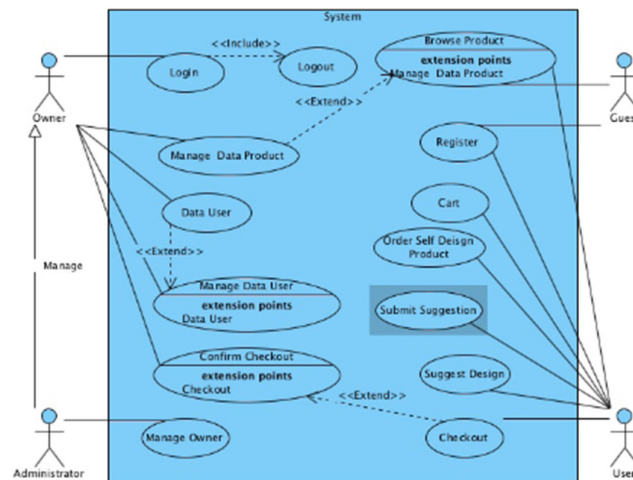 System
Browse Product
extension points
Manage Data Product
<<Include>>
Login
Logout
<<Extend>>
Owner
Guest
Register
Manage Data Product
Cart
Data User
Order Self Deisgn
Product
<<Extend>>
Manage
Manage Data User
extension points
Data User
Submit Suggestion
Confirm Checkout
extension points
Checkout
Suggest Design
<<Extend>>
Manage Owner
Checkout
Administrator
User